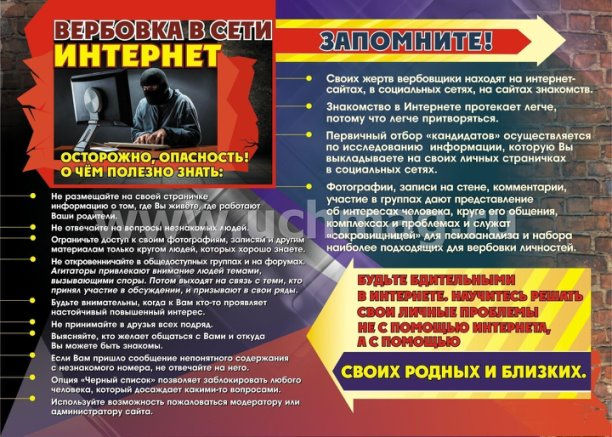 ВЕРБОВКА В СЕТИ
ИНТЕРНЕТ
ОСТОРОЖНО, ОПАСНОСТЬ!
О ЧЁМ ПОЛЕЗНО ЗНАТЬ:
Не размещайте на своей страничке
информацию о том, где Вы живёте, где работают
Ваши родители.
Не отвечайте на вопросы незнакомых людей.
Ограничьте доступ к своим фотографиям, записям и другим
материалам только кругом людей, которых хорошо знаете.
Не откровенничайте в общедоступных группах и на форумах.
Агитаторы привлекают внимание людей темами,
вызывающими споры. Потом выходят на связь с теми, кто
принял участие в обсуждении, и призывают в свои ряды.
Будьте внимательны, когда к Вам кто-то проявляет
настойчивый повышенный интерес.
Не принимайте в друзья всех подряд.
Выясняйте, кто желает общаться с Вами и откуда
Вы можете быть знакомы.
Если Вам пришло сообщение непонятного содержания
с незнакомого номера, не отвечайте на него.
Опция «Черный список» позволяет заблокировать любого
человека, который досаждает какими-то вопросами.
Используйте возможность пожаловаться модератору или
администратору сайта.
ЗАПОМНИТЕ!
Своих жертв вербовщики находят на интернет-
сайтах, в социальных сетях, на сайтах знакомств.
Знакомство в Интернете протекает легче,
потому что легче притворяться.
Первичный отбор «кандидатов» осуществляется
по исследованию информации, которую Вы
выкладываете на своих личных страничках
в социальных сетях.
Фотографии, записи на стене, комментарии,
участие в группах дают представление
об интересах человека, круге его общения,
комплексах и проблемах и служат
«сокровищницей» для психоанализа и набора
наиболее подходящих для вербовки личностей.
БУДЬТЕ БДИТЕЛЬНЫМИ
В ИНТЕРНЕТЕ. НАУЧИТЕСЬ РЕШАТЬ
СВОИ ЛИЧНЫЕ ПРОБЛЕМЫ
НЕ С ПОМОЩЬЮ ИНТЕРНЕТА,
А С ПОМОЩЬЮ
СВОИХ РОДНЫХ И БЛИЗКИХ.